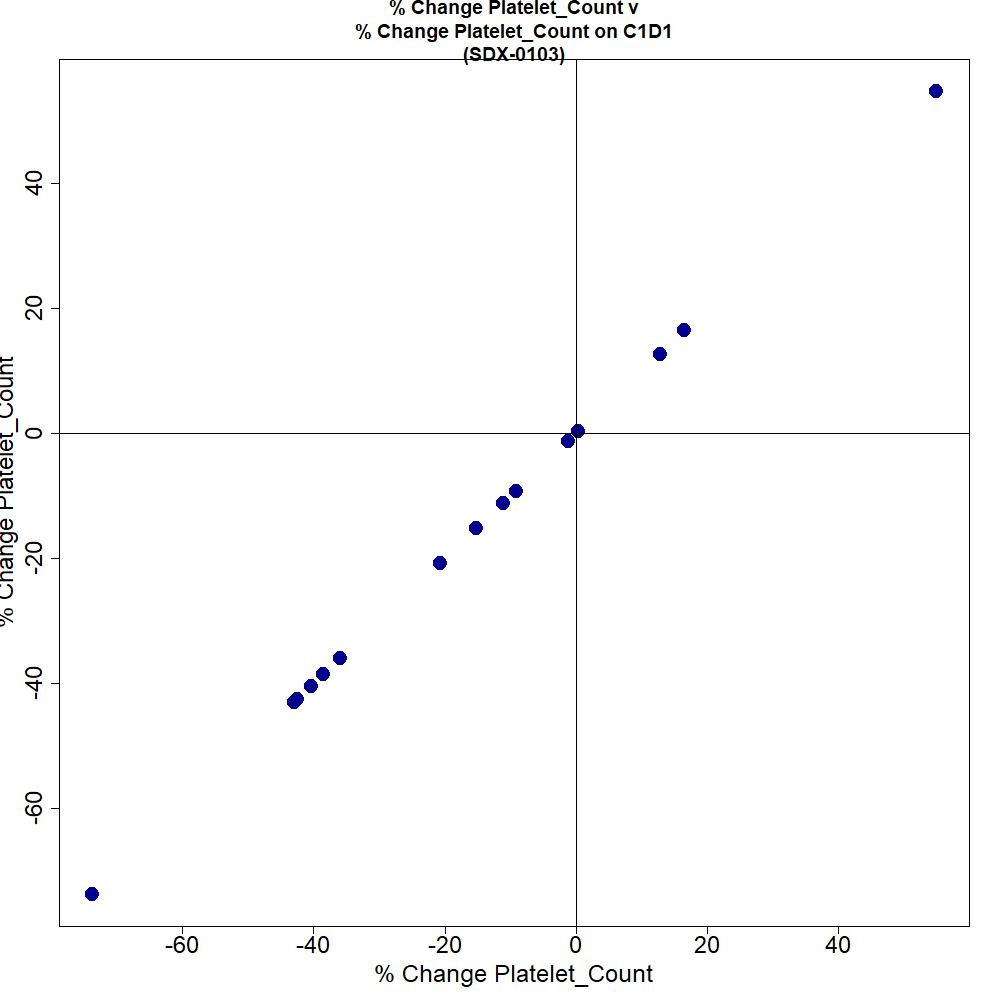 % Change Platelet_Count v
% Change Platelet_Count on C1D1
(SDX-0103)
% Change Platelet_Count
40
20
0
-20
-40
-60
-60
-40
-20
0
20
40
% Change Platelet_Count